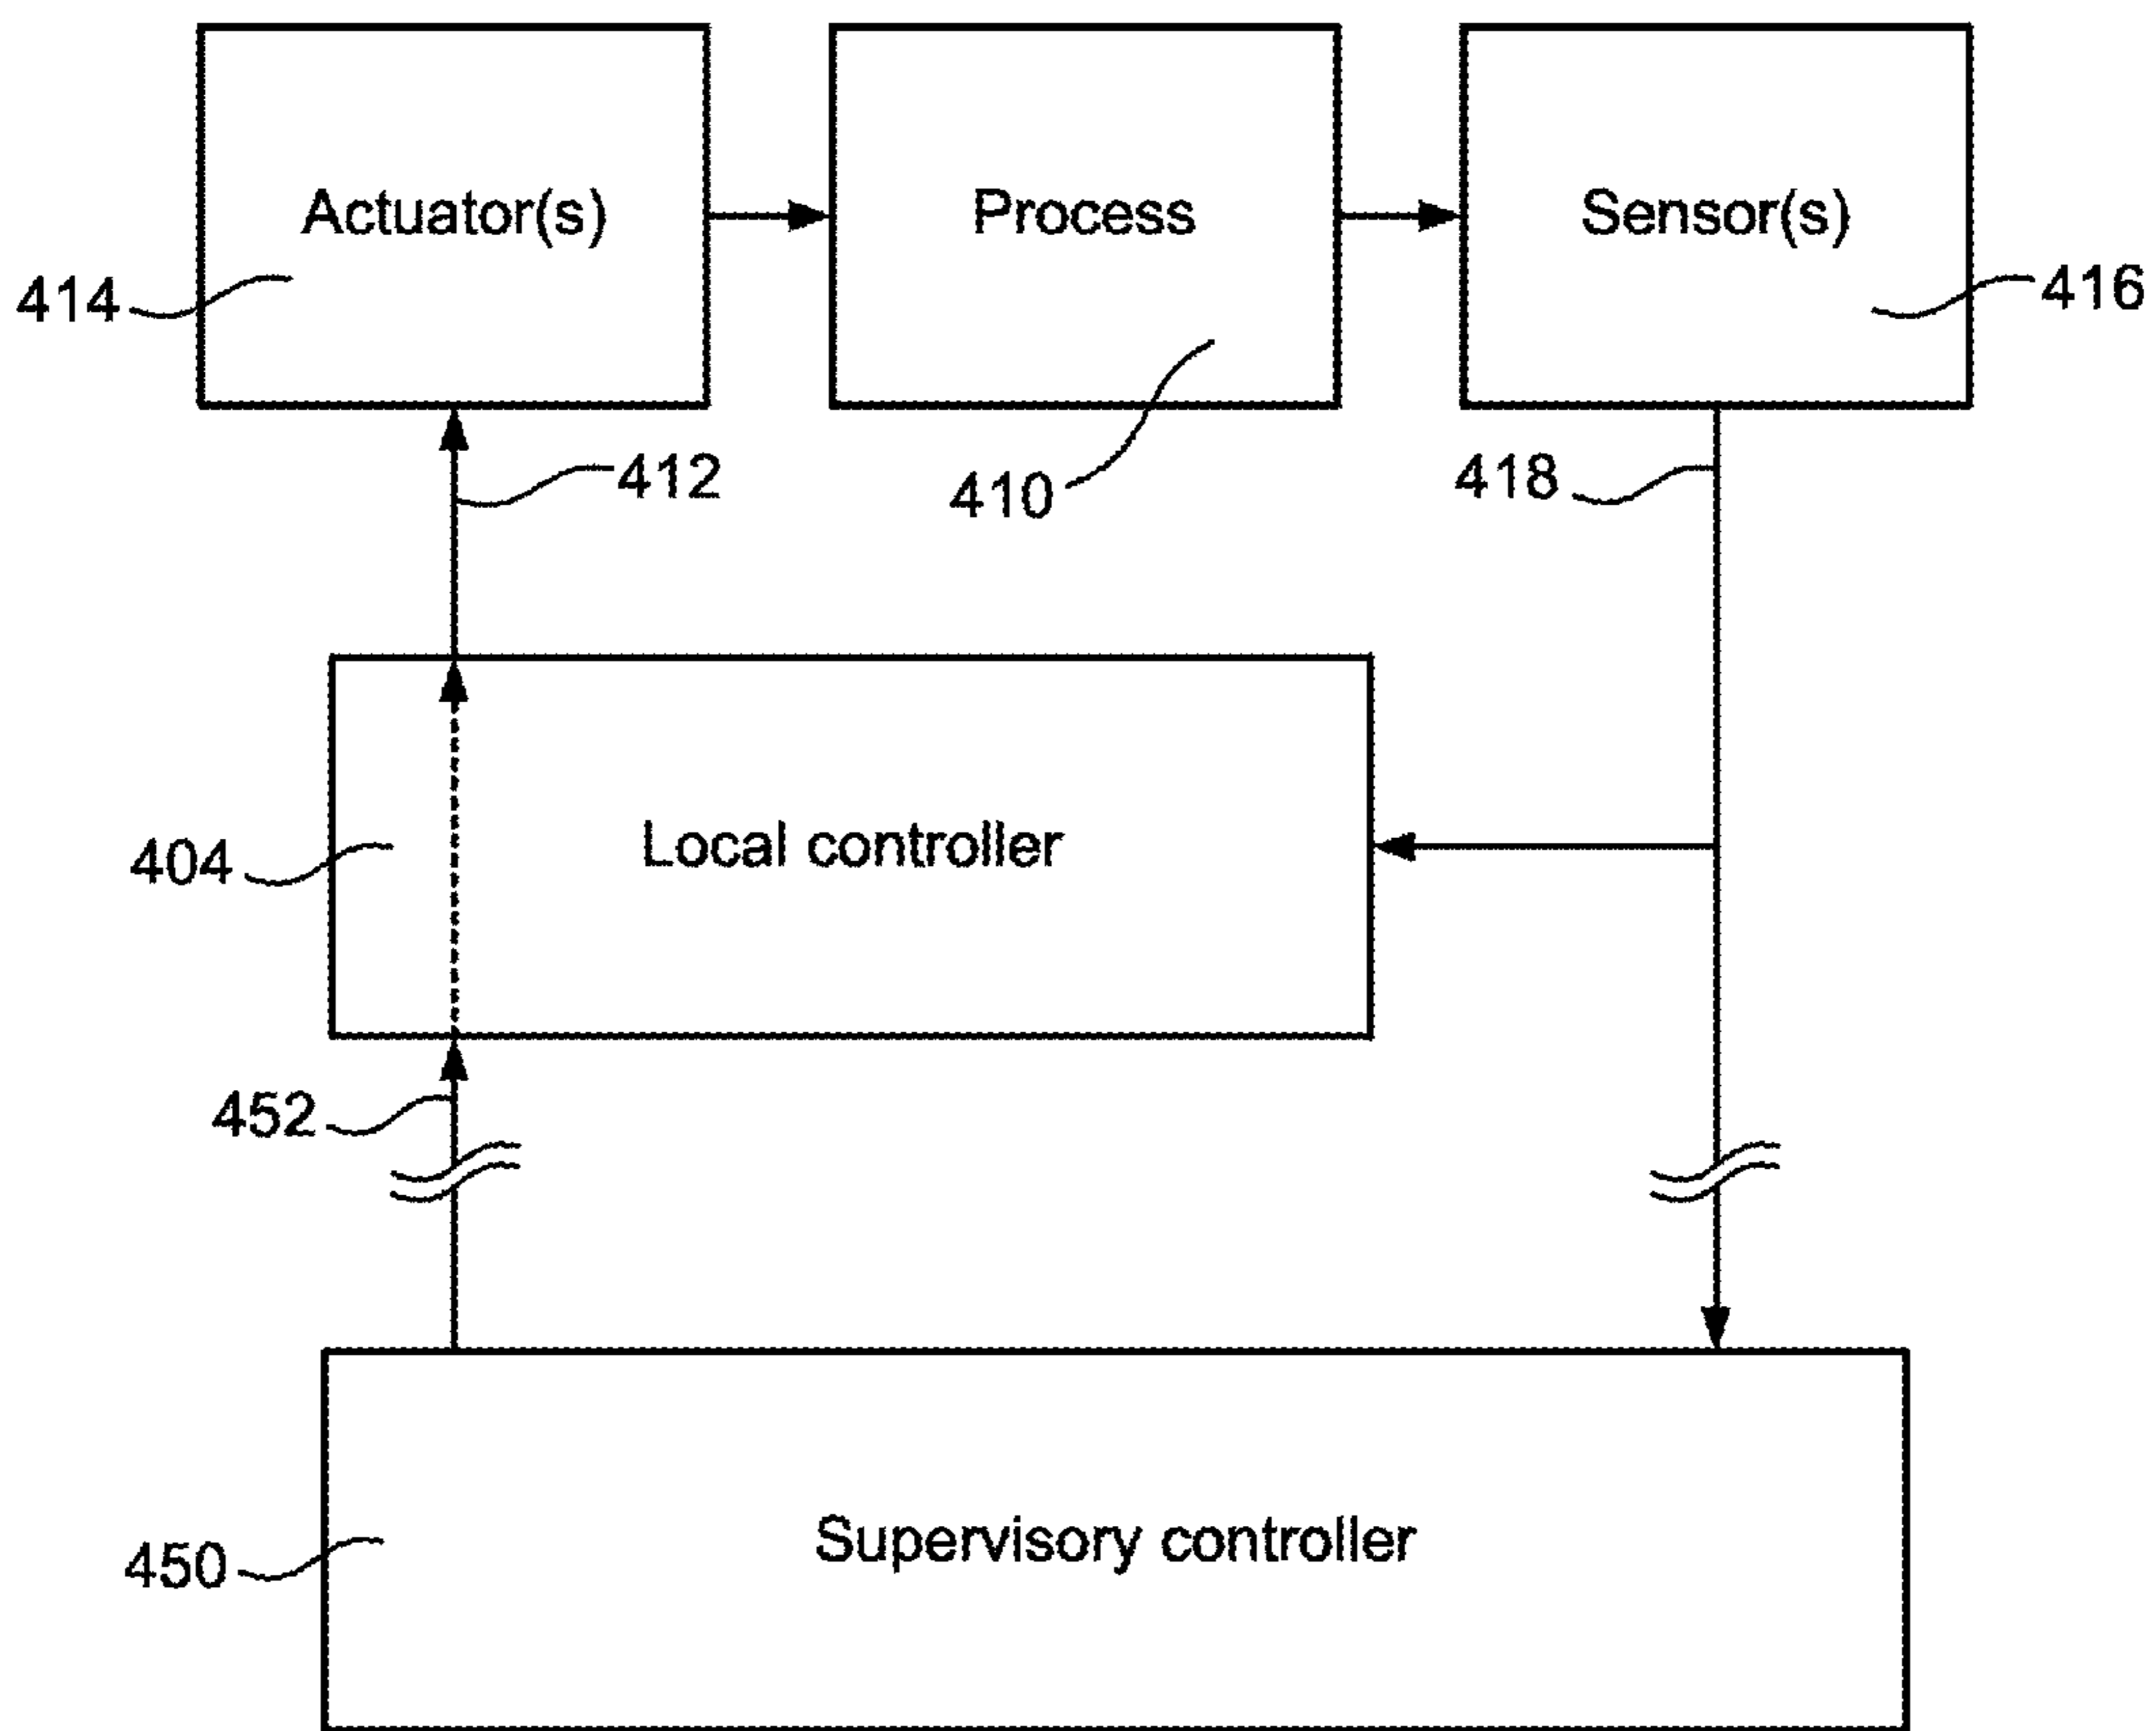 Actuator(s)
Process
Sensor(s)
414
416
412
410
418
404
Local controller
452
450
Supervisory controller